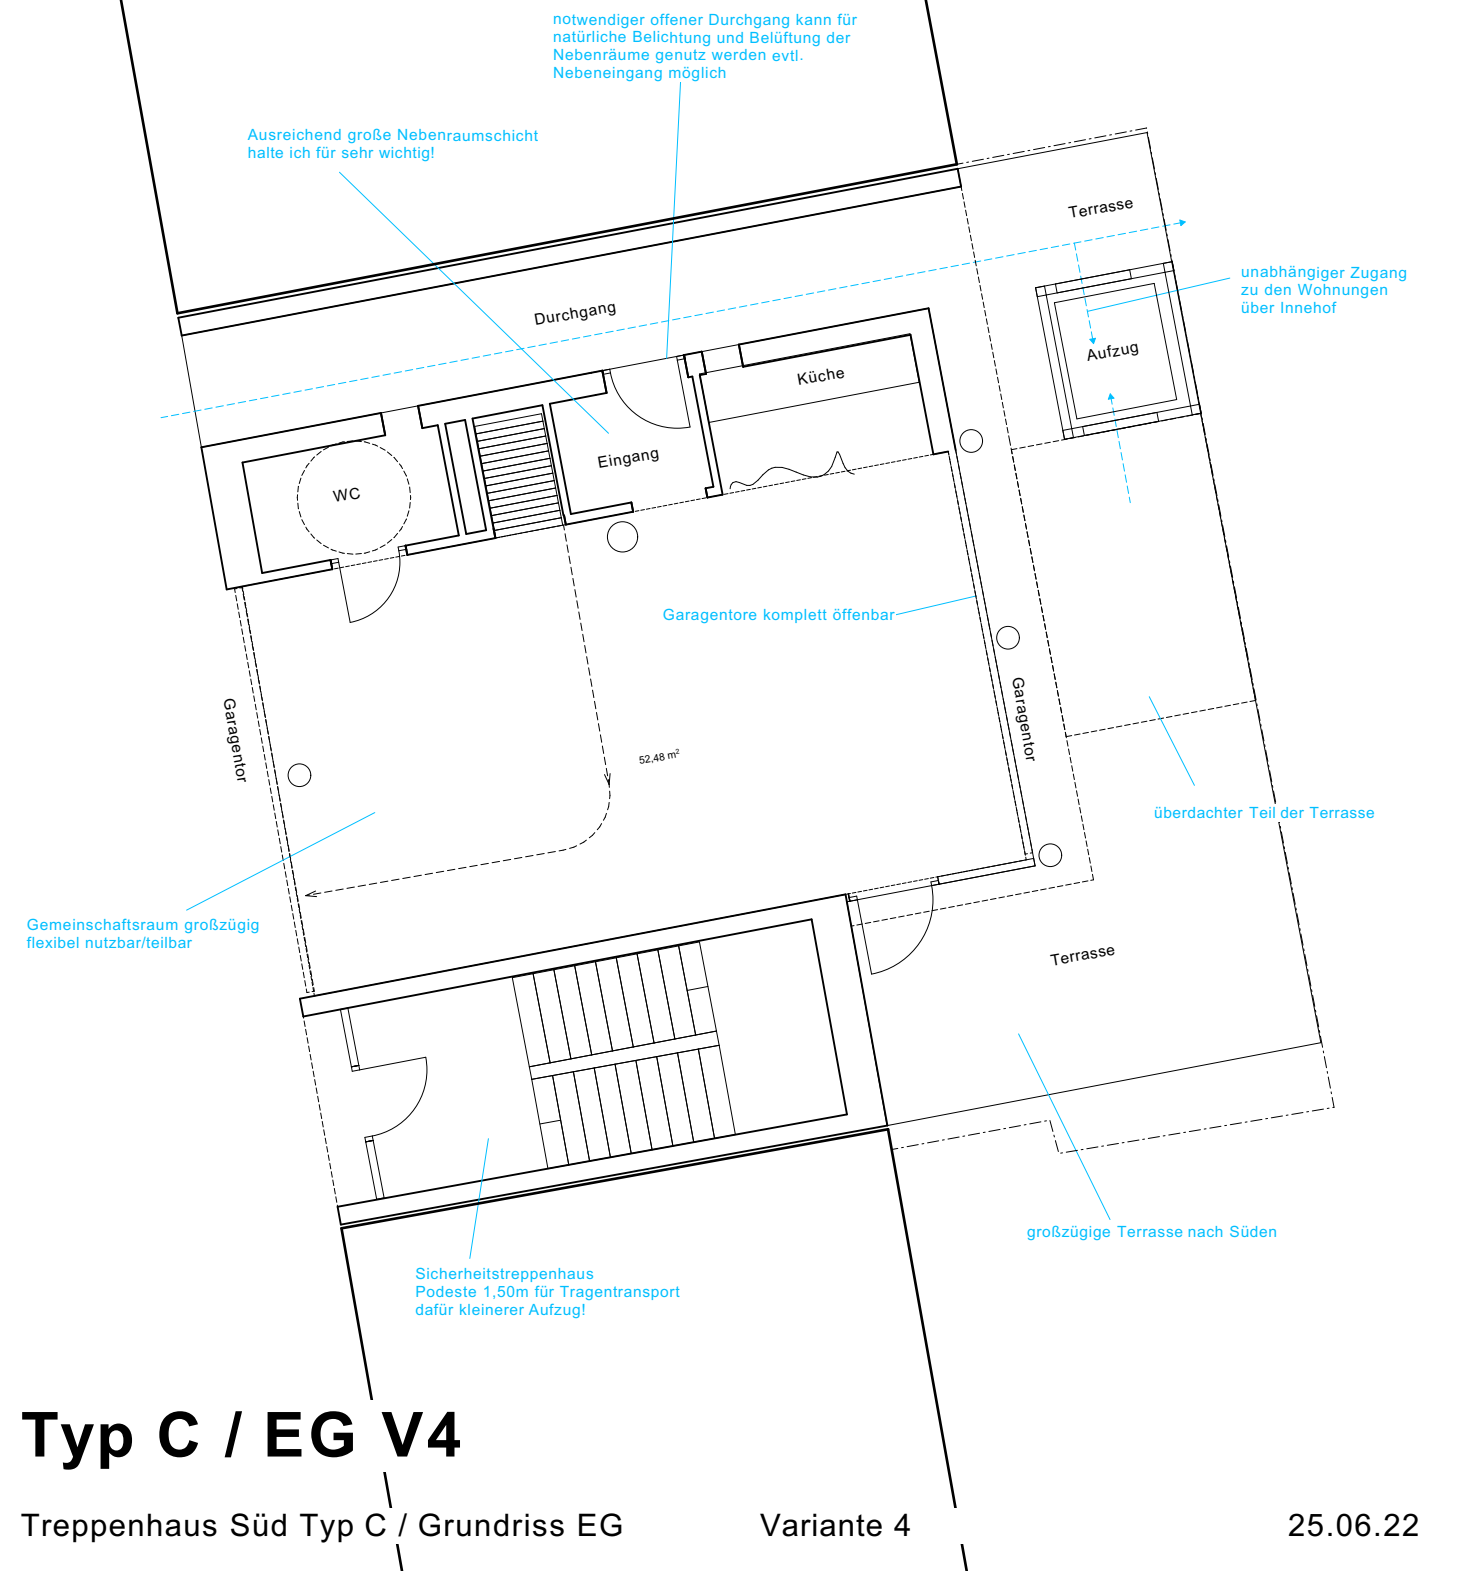 notwendiger offener Durchgang kann für
natürliche Belichtung und Belüftung der
Nebenräume genutz werden evtl.
Nebeneingang möglich
Ausreichend große Nebenraumschicht
halte ich für sehr wichtig!
Terrasse
unabhängiger Zugang
zu den Wohnungen
über Innehof
Durchgang
Aufzug
Küche
Eingang
WC
Garagentore komplett öffenbar
Garagentor
Garagentor
52,48 m²
überdachter Teil der Terrasse
Gemeinschaftsraum großzügig
flexibel nutzbar/teilbar
Terrasse
großzügige Terrasse nach Süden
Sicherheitstreppenhaus
Podeste 1,50m für Tragentransport
dafür kleinerer Aufzug!
Typ C / EG V4
Treppenhaus Süd Typ C / Grundriss EG
Variante 4
25.06.22